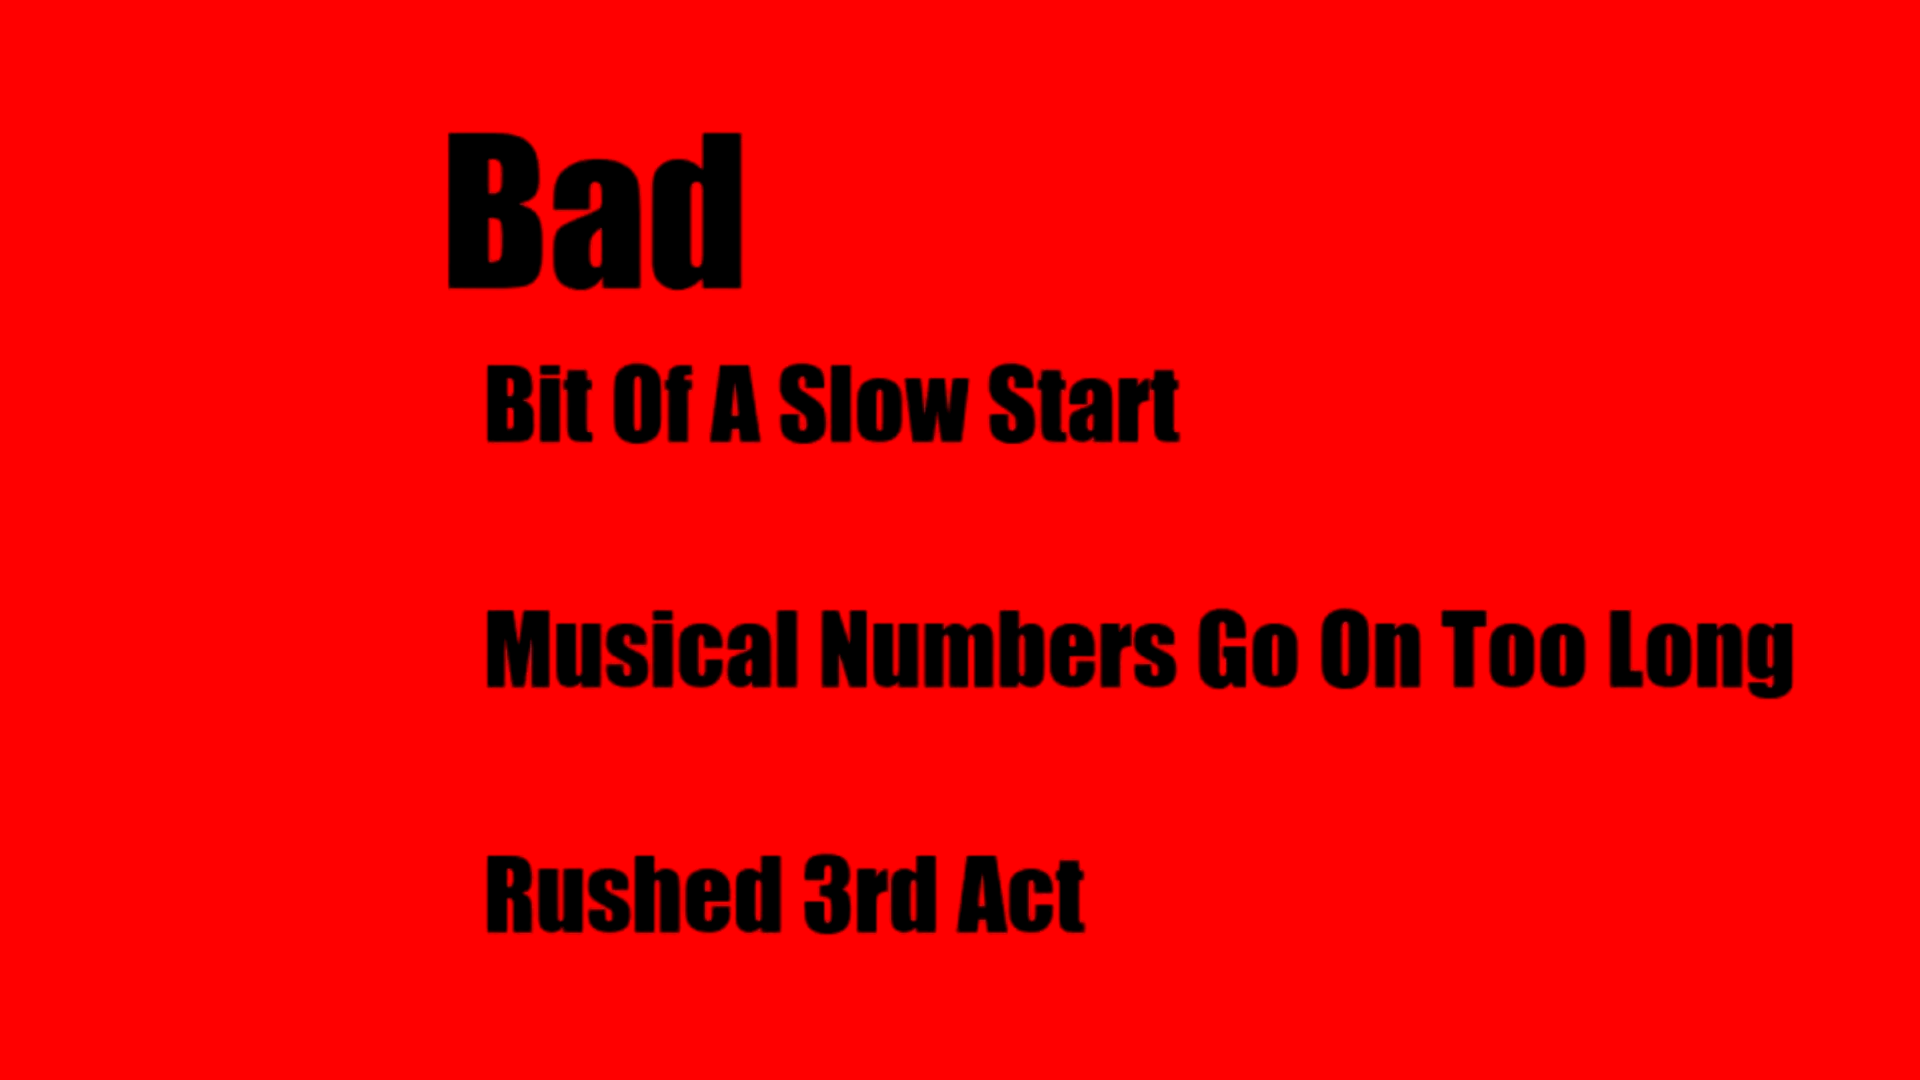 Bad
Bit Of A Slow Start
Musical Numbers Go On Too Long
Rushed 3rd Act